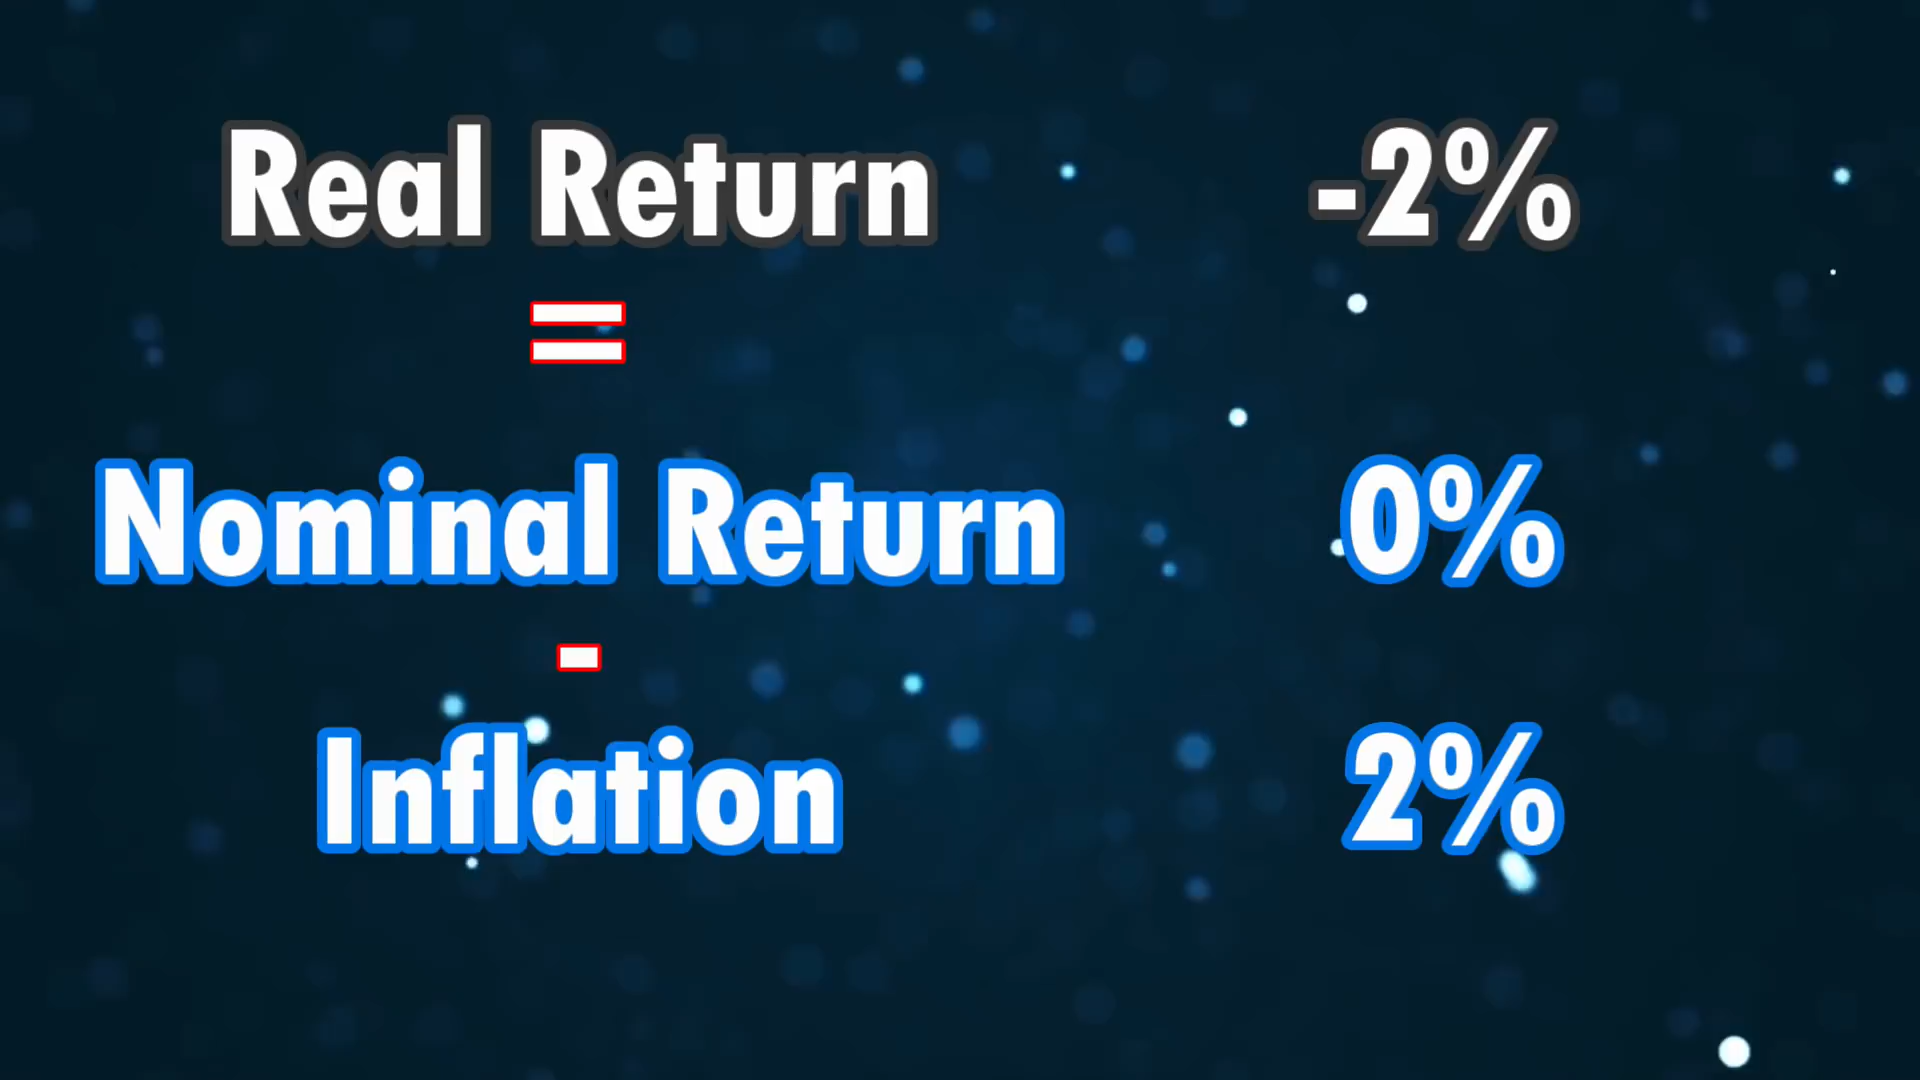 Real Return -2%
=
Nominal Return 0%
-
Inflation 2%